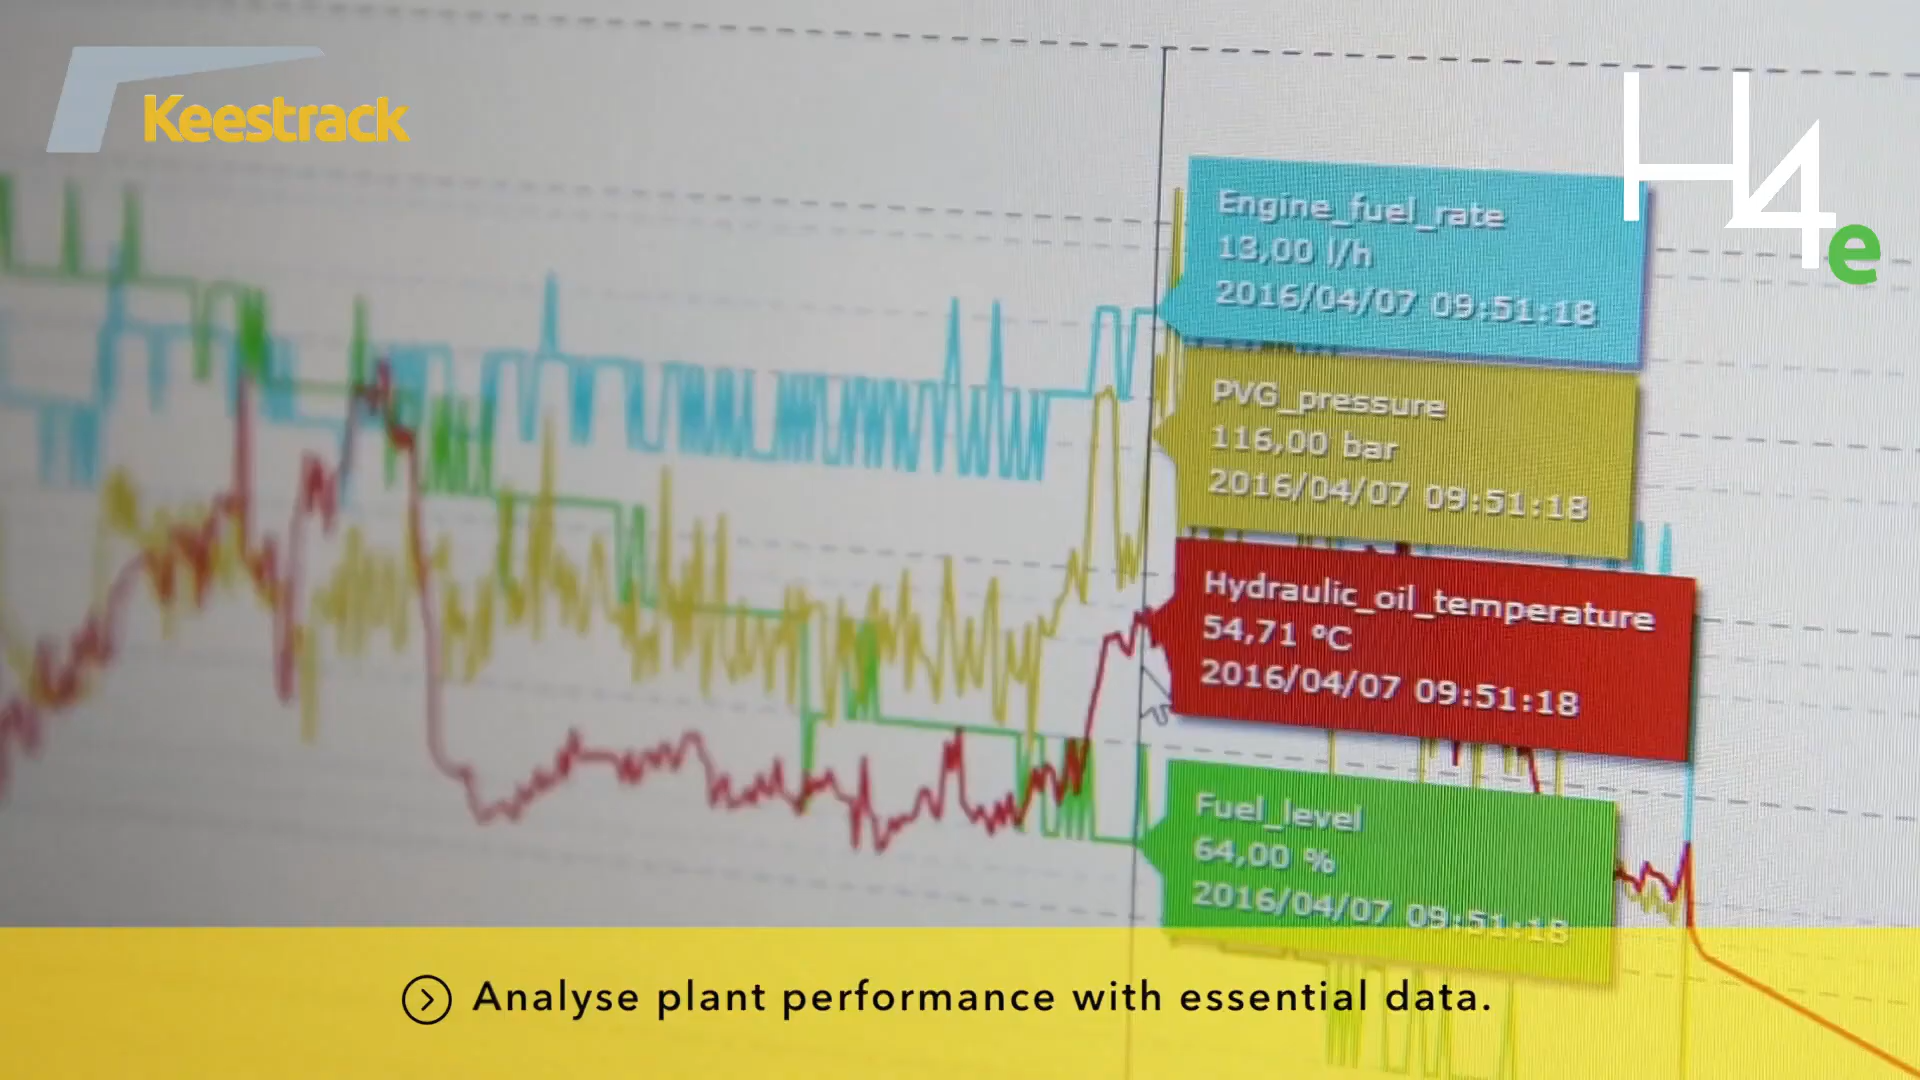 Keestrack
H4e
Engine_fuel_rate
13,00 l/h
2016/04/07 09:51:18
PVG_pressure
116,00 bar
2016/04/07 09:51:18
Hydraulic_oil_temperature
54,71 ºC
2016/04/07 09:51:18
Fuel_level
64,00 %
2016/04/07 09:51:18
Analyse plant performance with essential data.